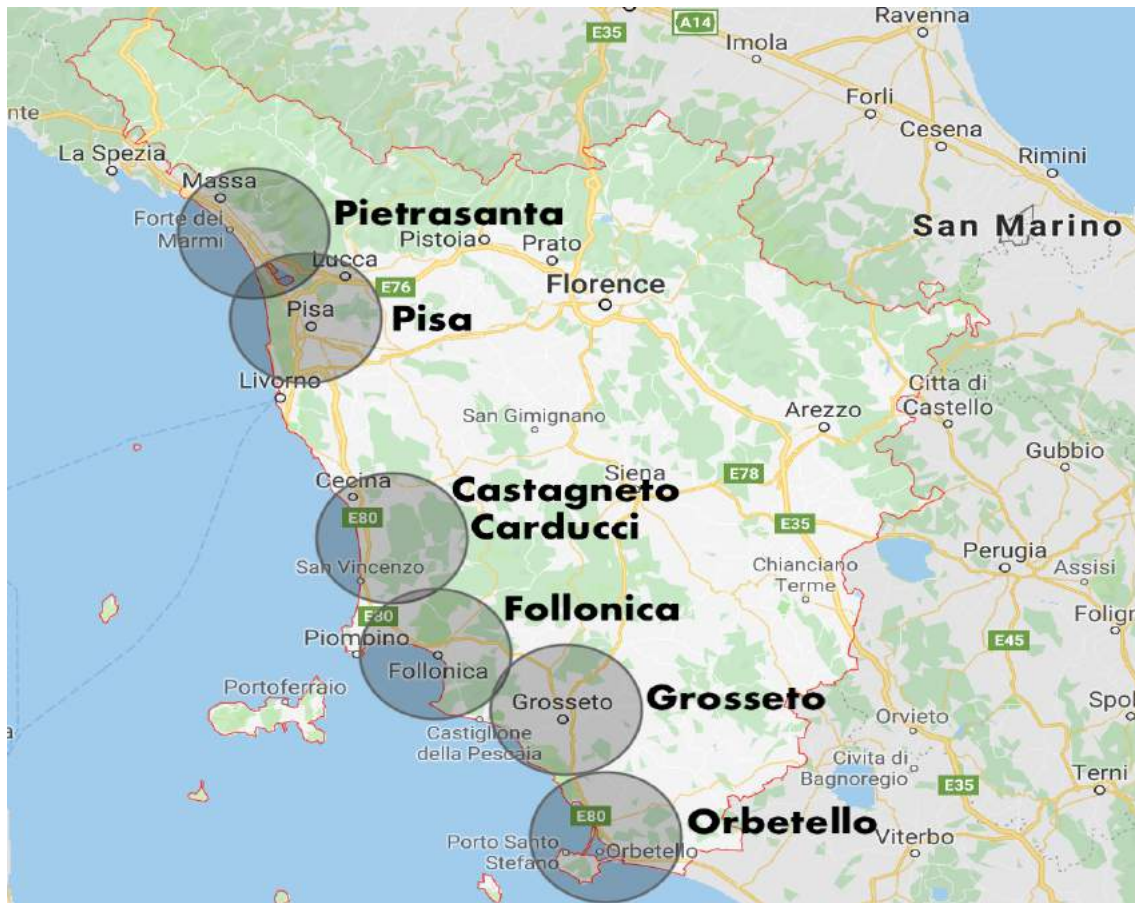 A14
Ravenna
E35
Imola
Forlì
Cesena
Rimini
La Spezia
Massa
Forte dei
Marmi
Pietrasanta
Pistoia
Prato
San Marino
Lucca
E76
Florence
Pisa
Pisa
Livorno
San Gimignano
Arezzo
Citta di
Castello
Gubbio
Cecina
Castagneto
Carducci
Siena
E78
E80
E35
San Vincenzo
Chianciano
Terme
Perugia
Assisi
E80
Follonica
Piombino
Follonica
E45
Portoferraio
Grosseto
Grosseto
Castiglione
della Pescaia
Orvieto
Civita di
Bagnoregio
Terni
E35
E80
Orbetello
Viterbo
Porto Santo
Stefano
Orbetello